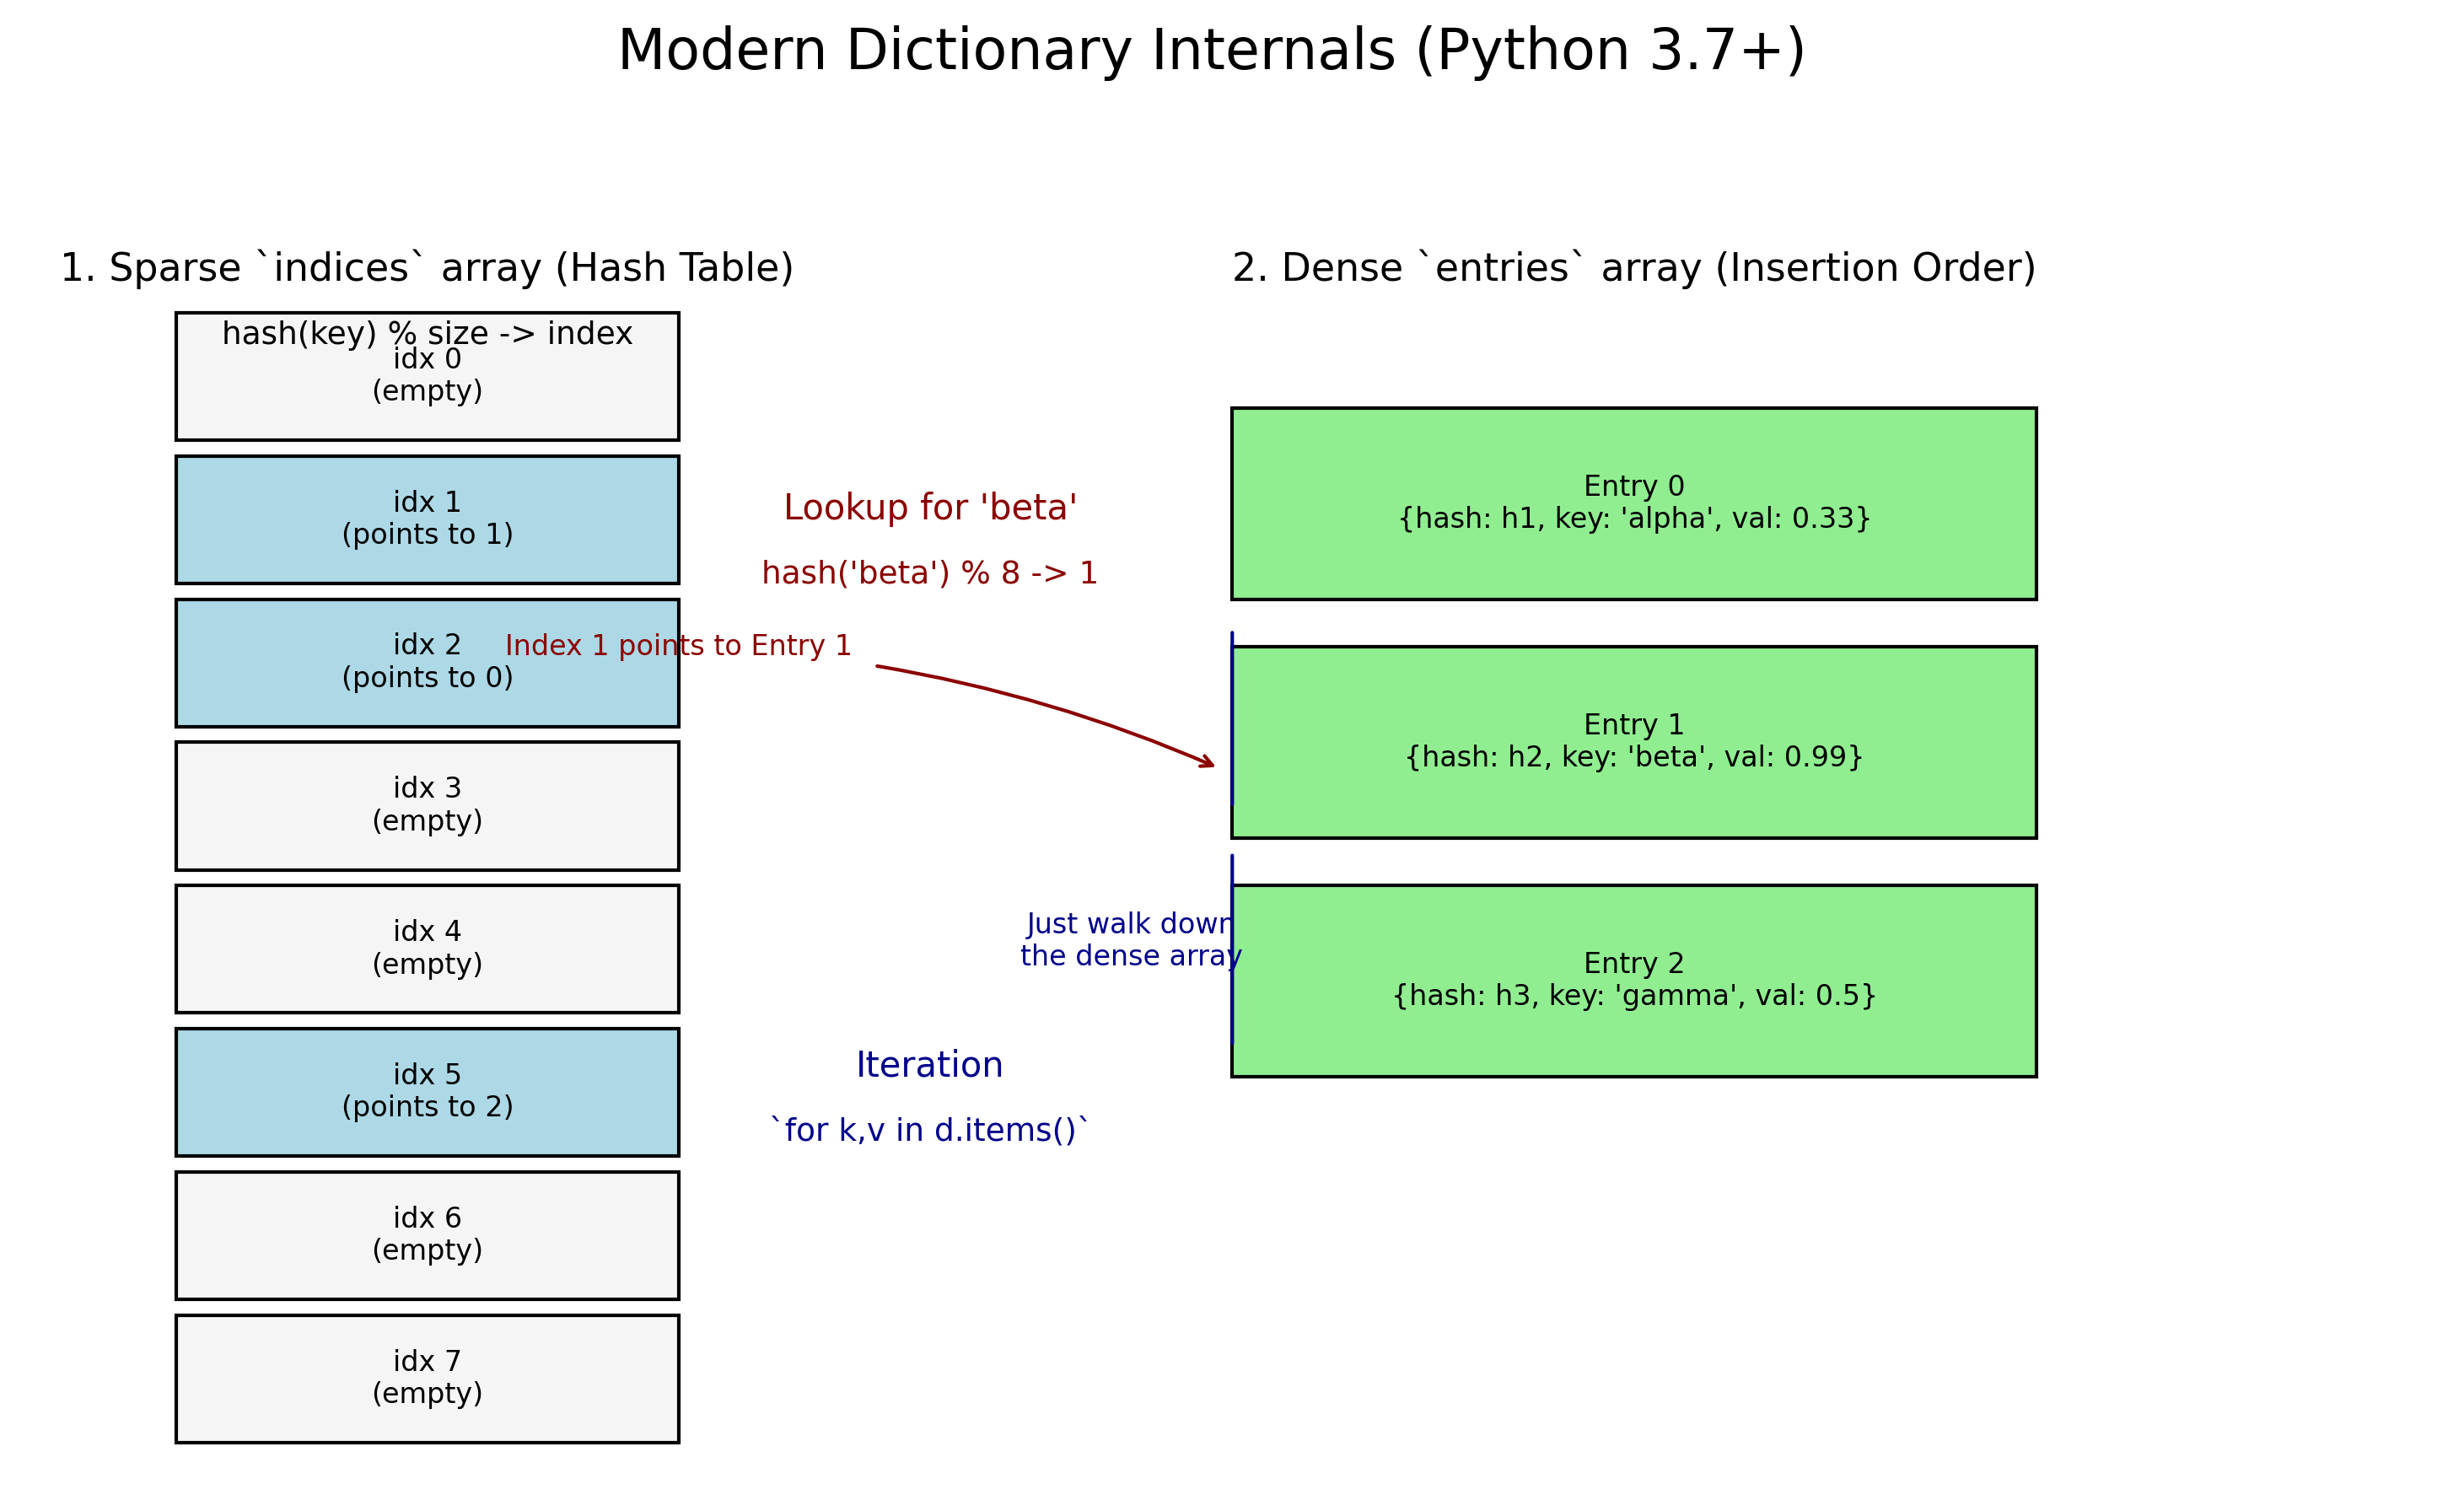 Modern Dictionary Internals (Python 3.7+)
1. Sparse `indices` array (Hash Table)
hash(key) % size -> index
idx 0
(empty)
idx 1
(points to 1)
idx 2
(points to 0)
idx 3
(empty)
idx 4
(empty)
idx 5
(points to 2)
idx 6
(empty)
idx 7
(empty)
Lookup for 'beta'
hash('beta') % 8 -> 1
Index 1 points to Entry 1
Just walk down
the dense array
Iteration
`for k,v in d.items()`
2. Dense `entries` array (Insertion Order)
Entry 0
{hash: h1, key: 'alpha', val: 0.33}
Entry 1
{hash: h2, key: 'beta', val: 0.99}
Entry 2
{hash: h3, key: 'gamma', val: 0.5}